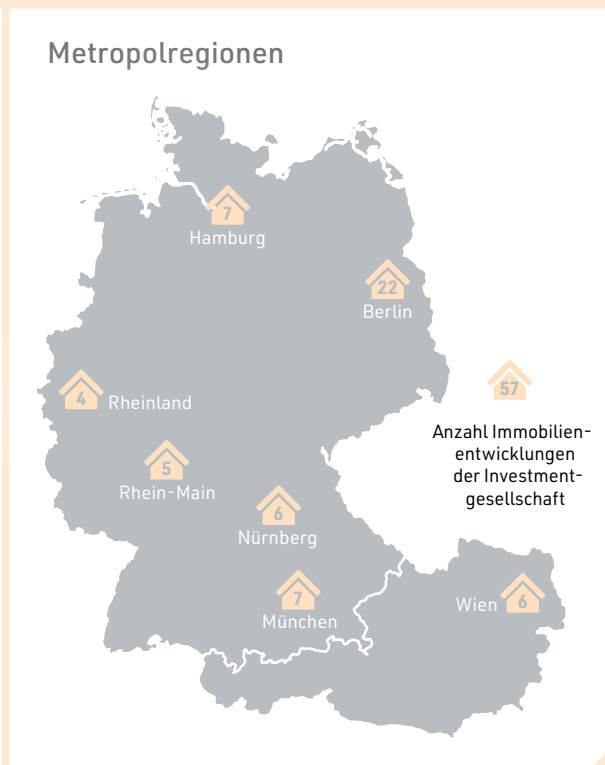 Metropolregionen
7
Hamburg
22
Berlin
4
Rheinland
57
Anzahl Immobilien-
entwicklungen
der Investment-
gesellschaft
5
Rhein-Main
6
Nürnberg
7
München
Wien
6